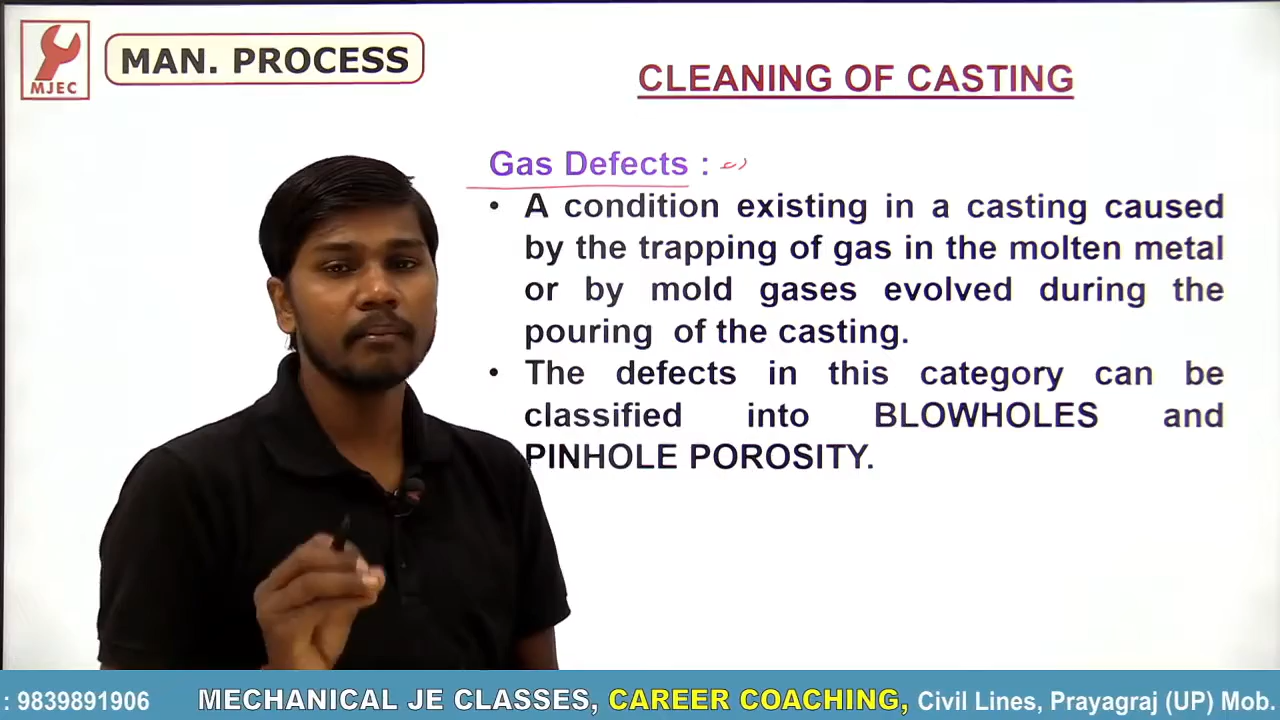 MJEC
MAN. PROCESS
CLEANING OF CASTING
Gas Defects :
• A condition existing in a casting caused
by the trapping of gas in the molten metal
or by mold gases evolved during the
pouring of the casting.
• The defects in this category can be
classified into BLOWHOLES and
PINHOLE POROSITY.
: 9839891906 MECHANICAL JE CLASSES, CAREER COACHING, Civil Lines, Prayagraj (UP) Mob.